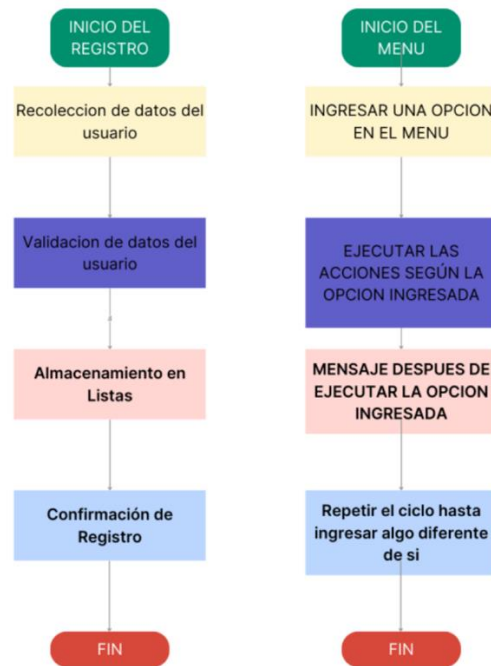 INICIO DEL
REGISTRO
Recoleccion de datos del
usuario
Validacion de datos del
usuario
Almacenamiento en
Listas
Confirmación de
Registro
FIN
INICIO DEL
MENU
INGRESAR UNA OPCION
EN EL MENU
EJECUTAR LAS
ACCIONES SEGÚN LA
OPCION INGRESADA
MENSAJE DESPUES DE
EJECUTAR LA OPCION
INGRESADA
Repetir el ciclo hasta
ingresar algo diferente
de si
FIN